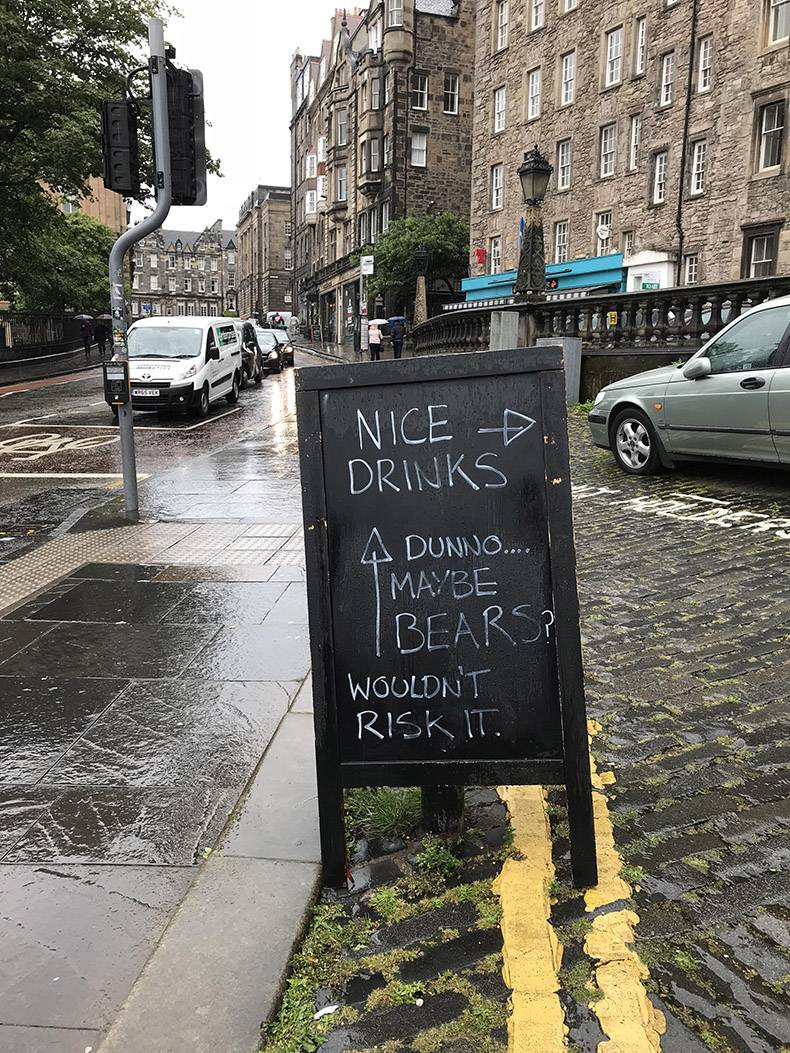 NICE
DRINKS
DUNNO....
MAYBE
BEARS?
WOULDN'T
RISK IT.